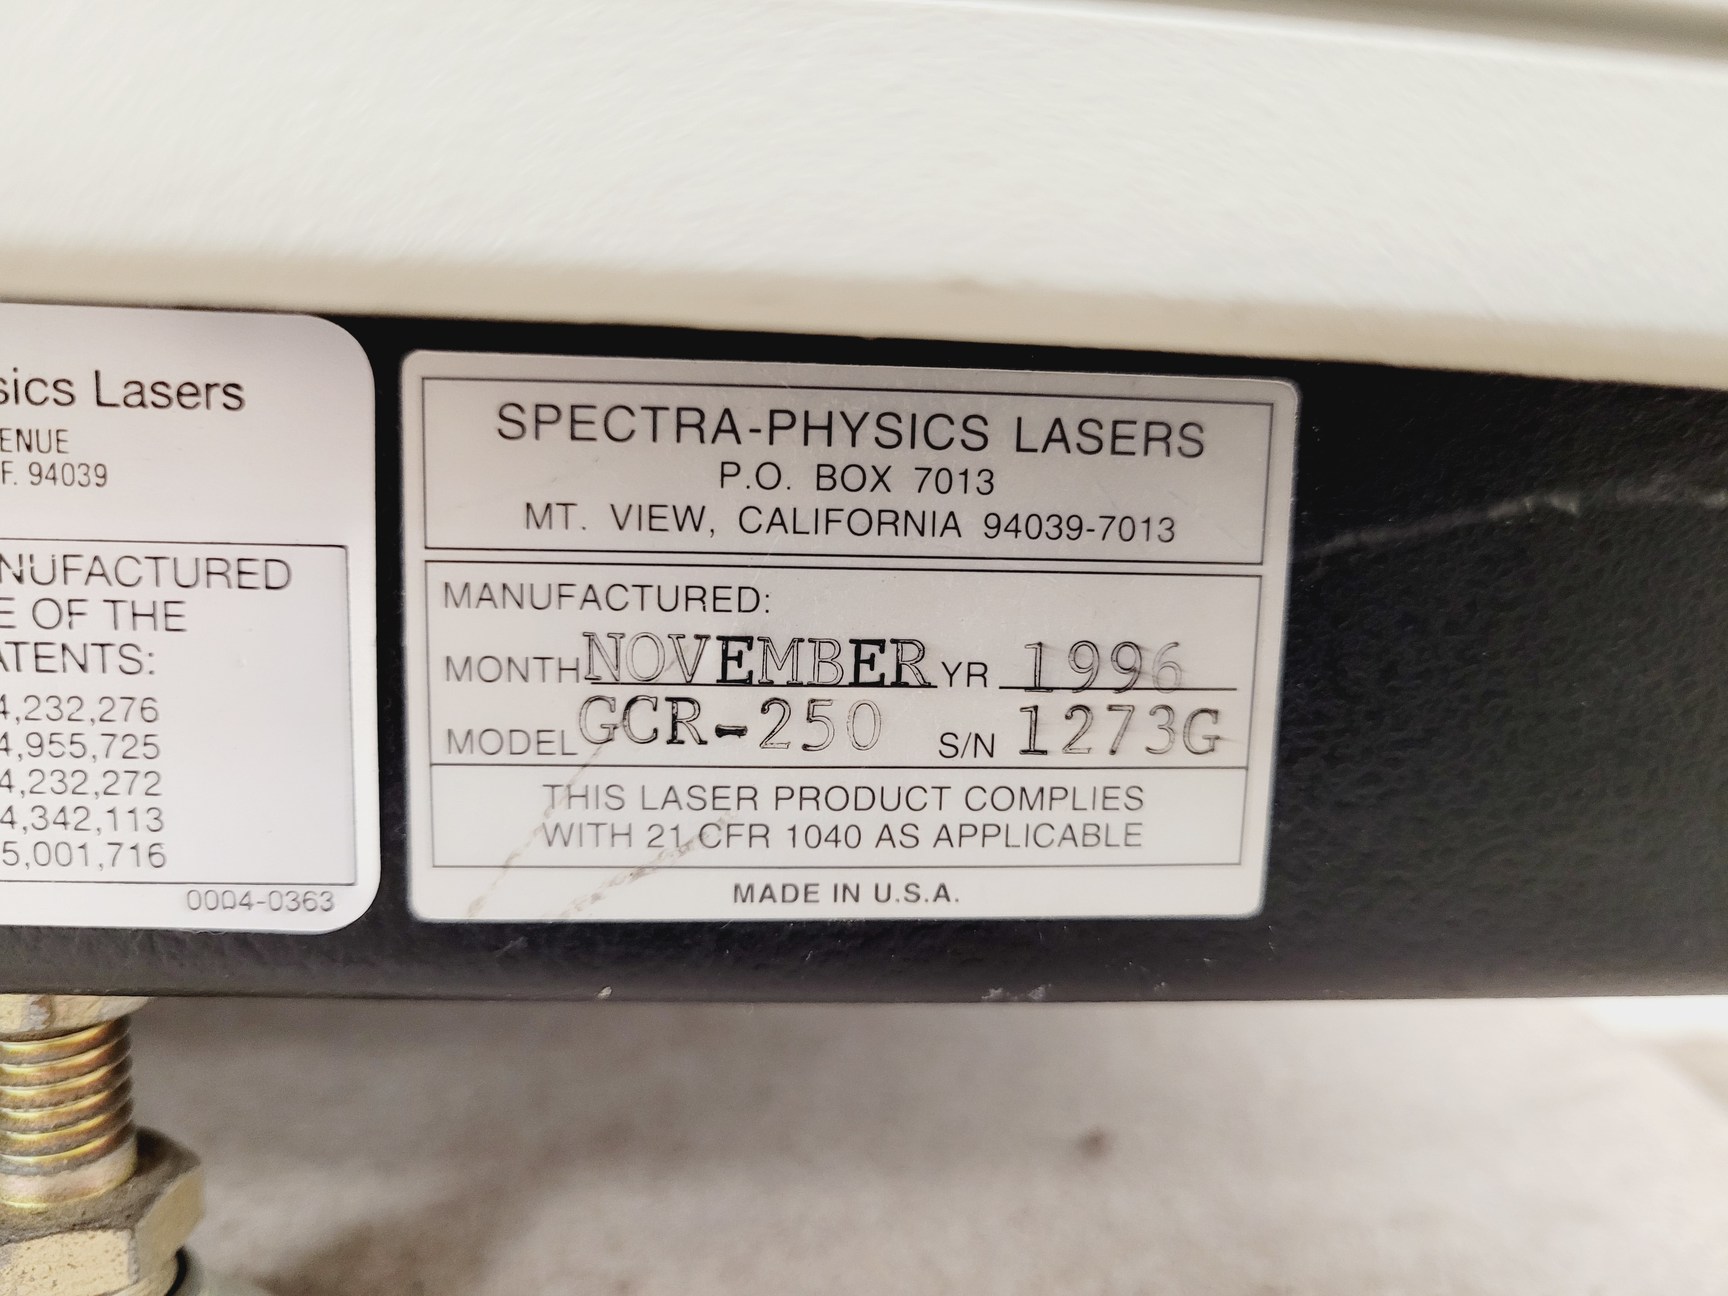 sics Lasers
ENUE
F. 94039
NUFACTURED
E OF THE
ATENTS:
4,232,276
4,955,725
4,232,272
4,342,113
5,001,716
0004-0363
SPECTRA-PHYSICS LASERS
P.O. BOX 7013
MT. VIEW, CALIFORNIA 94039-7013
MANUFACTURED:
MONTH NOVEMBER YR 1996
MODEL GCR-250 S/N 1273G
THIS LASER PRODUCT COMPLIES
WITH 21 CFR 1040 AS APPLICABLE
MADE IN U.S.A.